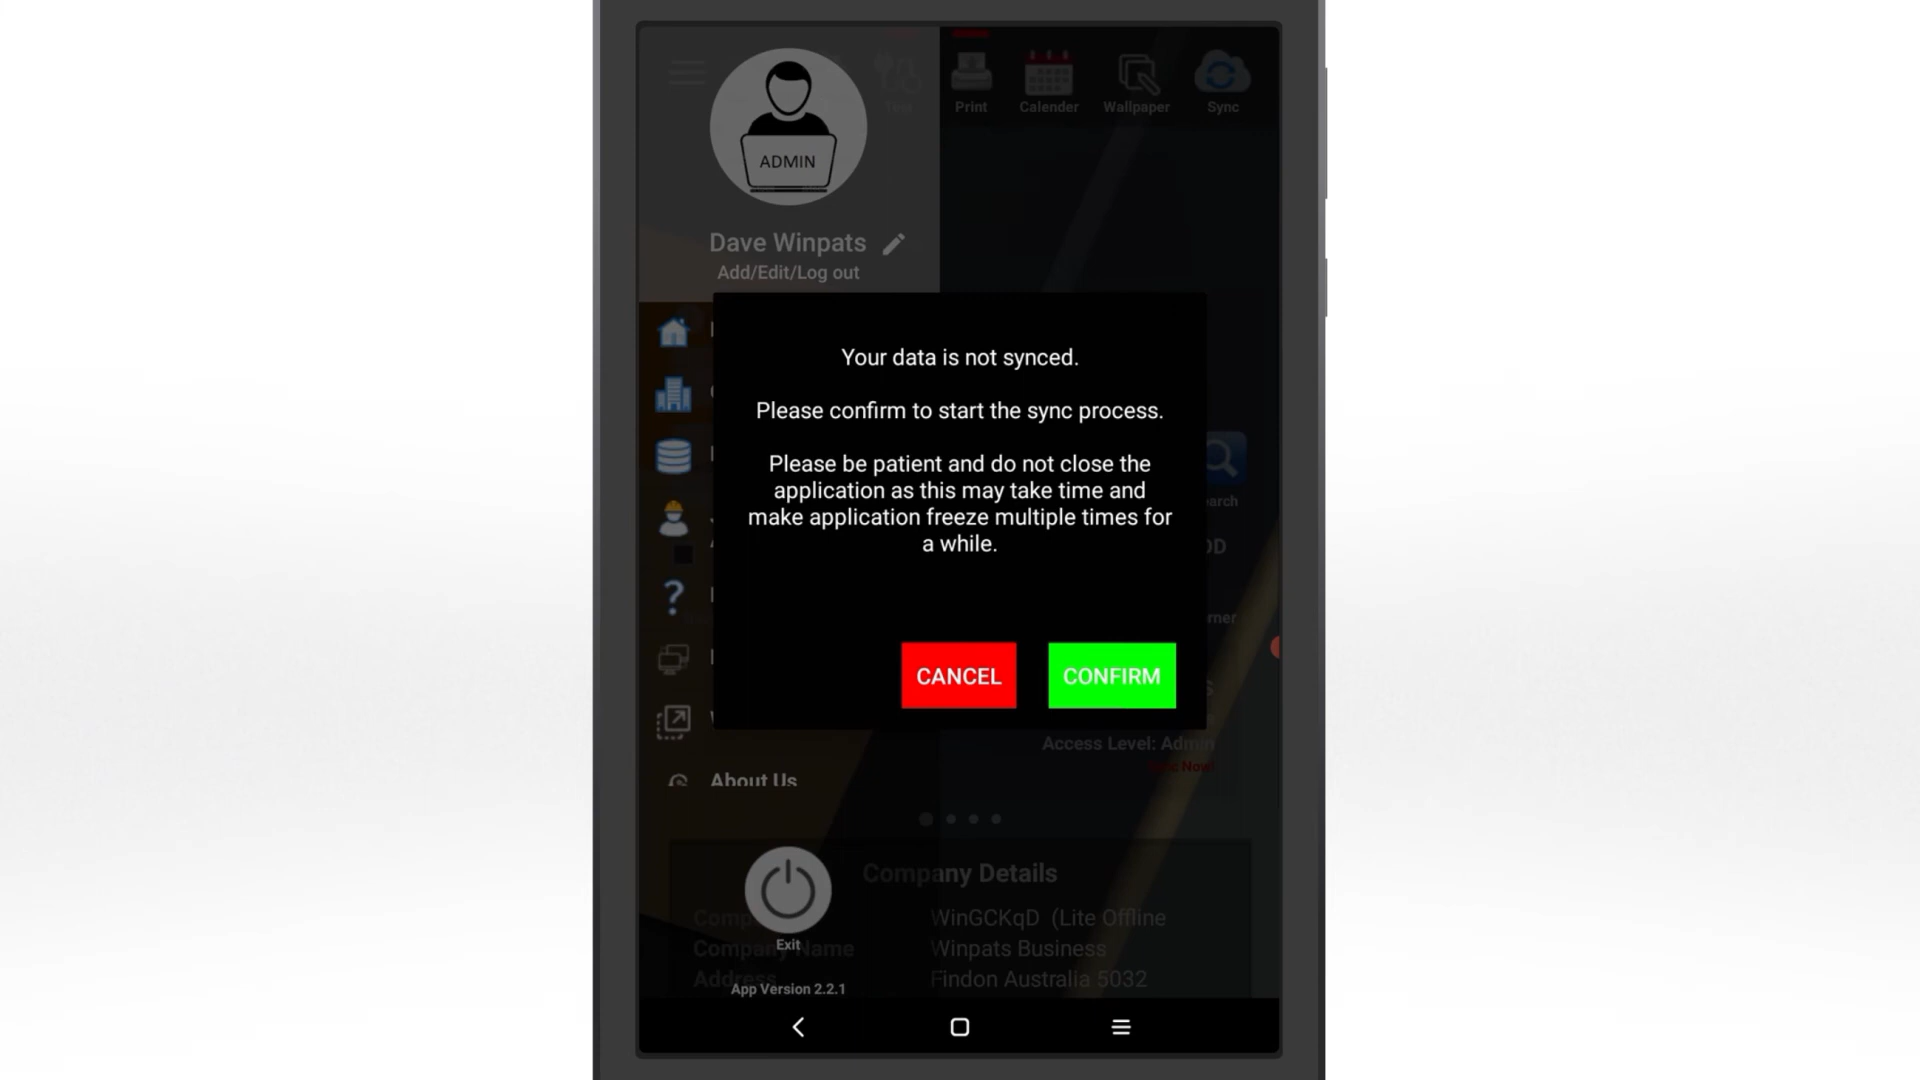 Print
Calender
Wallpaper
Sync
ADMIN
Dave Winpats
Add/Edit/Log out
Your data is not synced.
Please confirm to start the sync process.
Please be patient and do not close the
application as this may take time and
make application freeze multiple times for
a while.
arch
CANCEL
CONFIRM
Access Level: Admin
Now!
About Us
Company Details
WinGCKqD (Lite Offline
Company Name
Winpats Business
Exit
Address
Findon Australia 5032
App Version 2.2.1